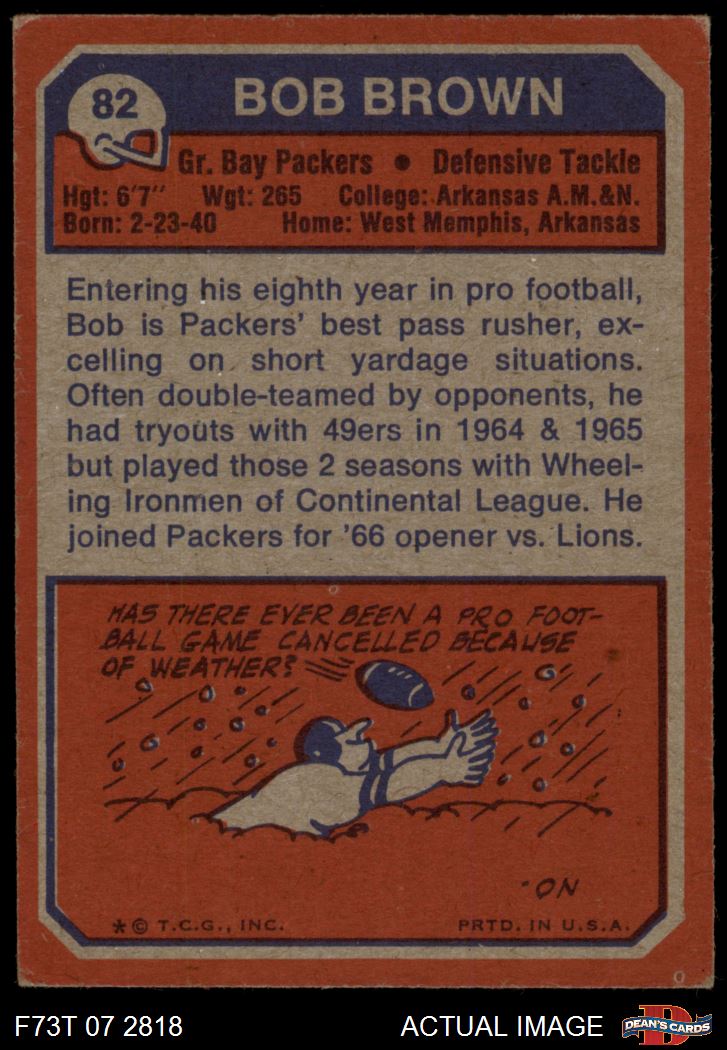 82
BOB BROWN
Gr. Bay Packers • Defensive Tackle
Hgt: 6'7" Wgt: 265 College: Arkansas A.M.&N.
Born: 2-23-40 Home: West Memphis, Arkansas
Entering his eighth year in pro football,
Bob is Packers' best pass rusher, ex-
celling on short yardage situations.
Often double-teamed by opponents, he
had tryouts with 49ers in 1964 & 1965
but played those 2 seasons with Wheel-
ing Ironmen of Continental League. He
joined Packers for '66 opener vs. Lions.
HAS THERE EVER BEEN A PRO FOOT-
BALL GAME CANCELLED BECAUSE
OF WEATHER?
·ON
* © T.C.G., INC. PRTD. IN U.S.A.
F73T 07 2818 ACTUAL IMAGE
D
DEAN'S CARDS